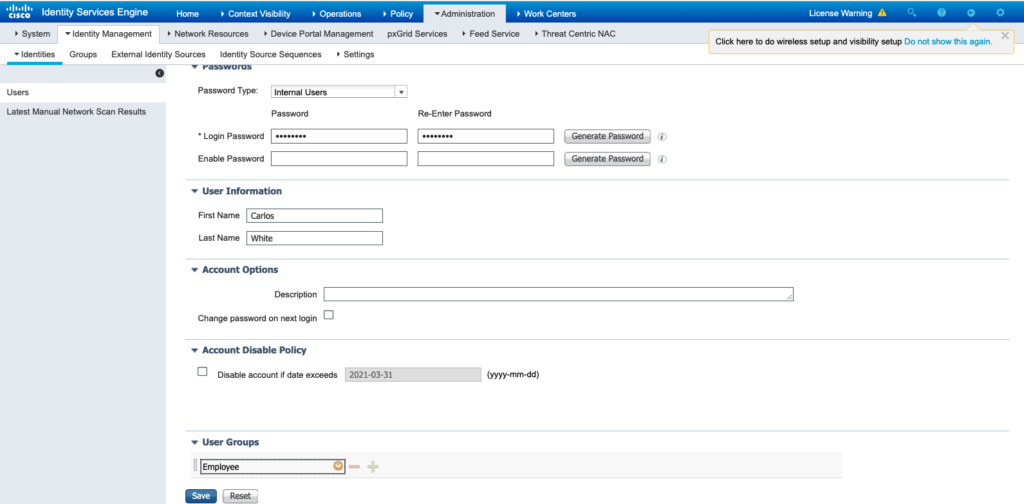 cisco Identity Services Engine Home Context Visibility Operations Policy Administration Work Centers License Warning
System Identity Management Network Resources Device Portal Management pxGrid Services Feed Service Threat Centric NAC
Click here to do wireless setup and visibility setup Do not show this again.
Identities Groups External Identity Sources Identity Source Sequences Settings
Users
Latest Manual Network Scan Results
Passwords
Password Type: Internal Users
Password Re-Enter Password
* Login Password •••••••• •••••••• Generate Password
Enable Password Generate Password
User Information
First Name Carlos
Last Name White
Account Options
Description
Change password on next login
Account Disable Policy
Disable account if date exceeds 2021-03-31 (yyyy-mm-dd)
User Groups
Employee
Save Reset